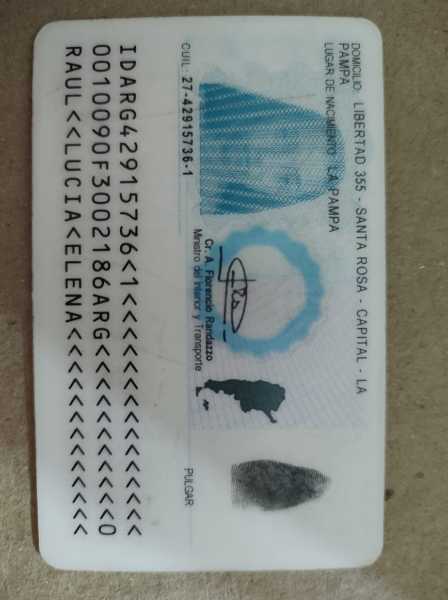 DOMICILIO: LIBERTAD 355 - SANTA ROSA - CAPITAL - LA
PAMPA
LUGAR DE NACIMIENTO: LA PAMPA
CUIL: 27-42915736-1
Cr. A. Florencio Randazzo
Ministro del Interior y Transporte
PULGAR
IDARG42915736<1<<<<<<<<<<<<<<<
0010090F3002186ARG<<<<<<<<<<<0
RAUL<<LUCIA<ELENA<<<<<<<<<<<<<